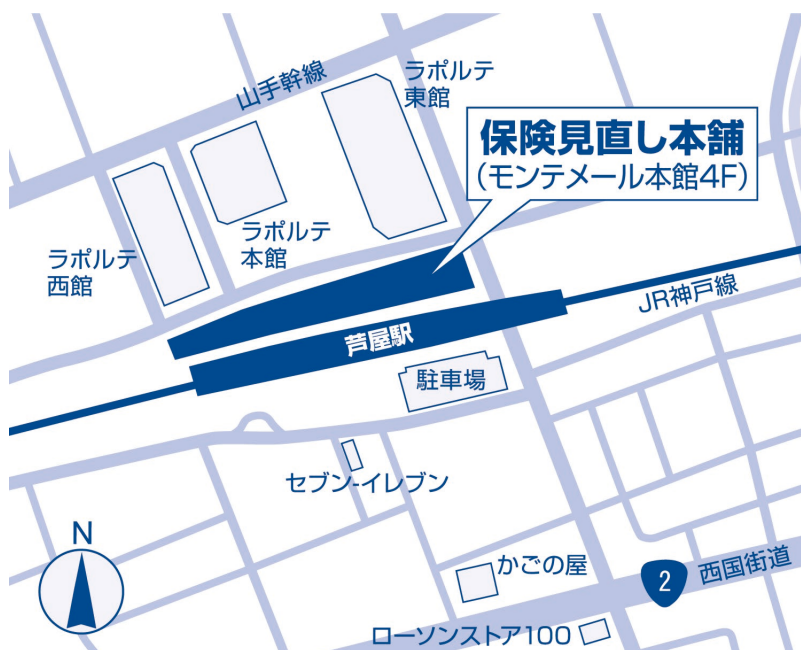 山手幹線
ラポルテ
東館
保険見直し本舗
(モンテメール本館4F)
ラポルテ
本館
ラポルテ
西館
JR神戸線
芦屋駅
駐車場
セブン-イレブン
N
かごの屋
2
西国街道
ローソンストア100